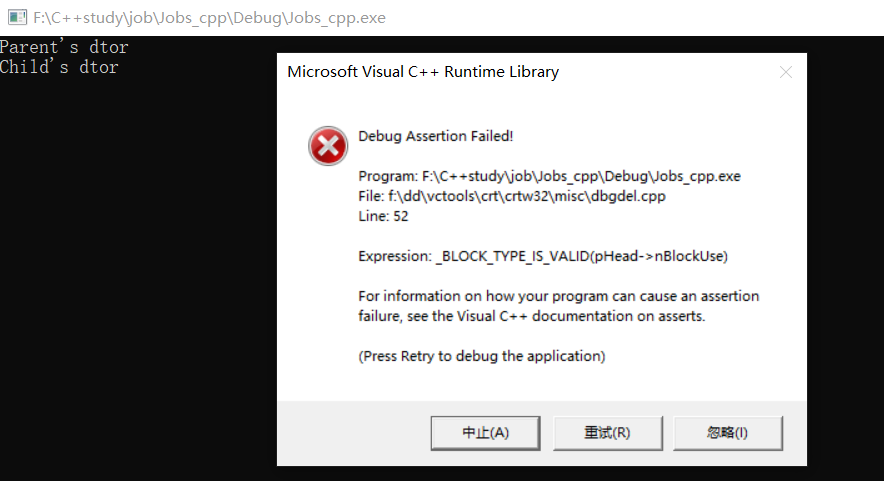 F:\C++study\job\Jobs_cpp\Debug\Jobs_cpp.exe
Parent's dtor
Child's dtor
Microsoft Visual C++ Runtime Library
Debug Assertion Failed!
Program: F:\C++study\job\Jobs_cpp\Debug\Jobs_cpp.exe
File: f:\dd\vctools\crt\crtw32\misc\dbgdel.cpp
Line: 52
Expression: _BLOCK_TYPE_IS_VALID(pHead->nBlockUse)
For information on how your program can cause an assertion
failure, see the Visual C++ documentation on asserts.
(Press Retry to debug the application)
中止(A)
重试(R)
忽略(I)